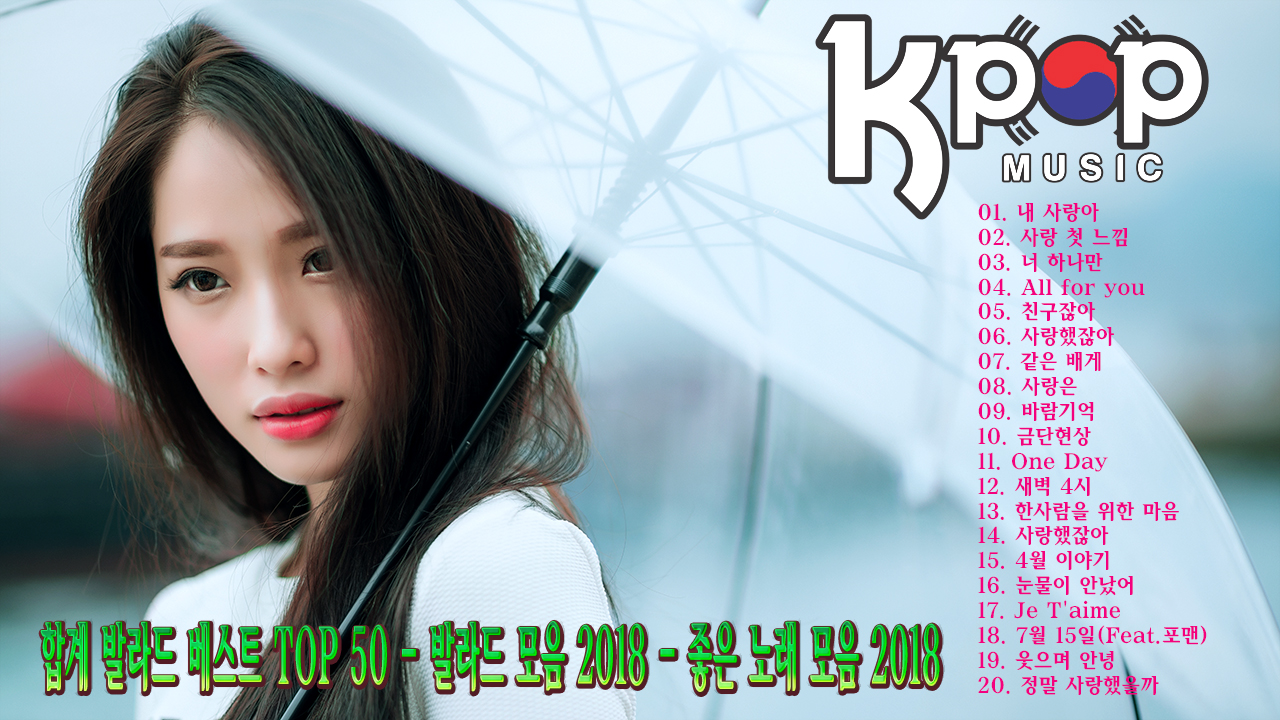 Kpop
MUSIC
01. 내 사랑아
02. 사랑 첫 느낌
03. 너 하나만
04. All for you
05. 친구잖아
06. 사랑했잖아
07. 같은 배게
08. 사랑은
09. 바람기억
10. 금단현상
11. One Day
12. 새벽 4시
13. 한사람을 위한 마음
14. 사랑했잖아
15. 4월 이야기
16. 눈물이 안났어
17. Je T'aime
18. 7월 15일(Feat.포맨)
19. 웃으며 안녕
20. 정말 사랑했을까
합계 발라드 베스트 TOP 50 - 발라드 모음 2018 - 좋은 노래 모음 2018